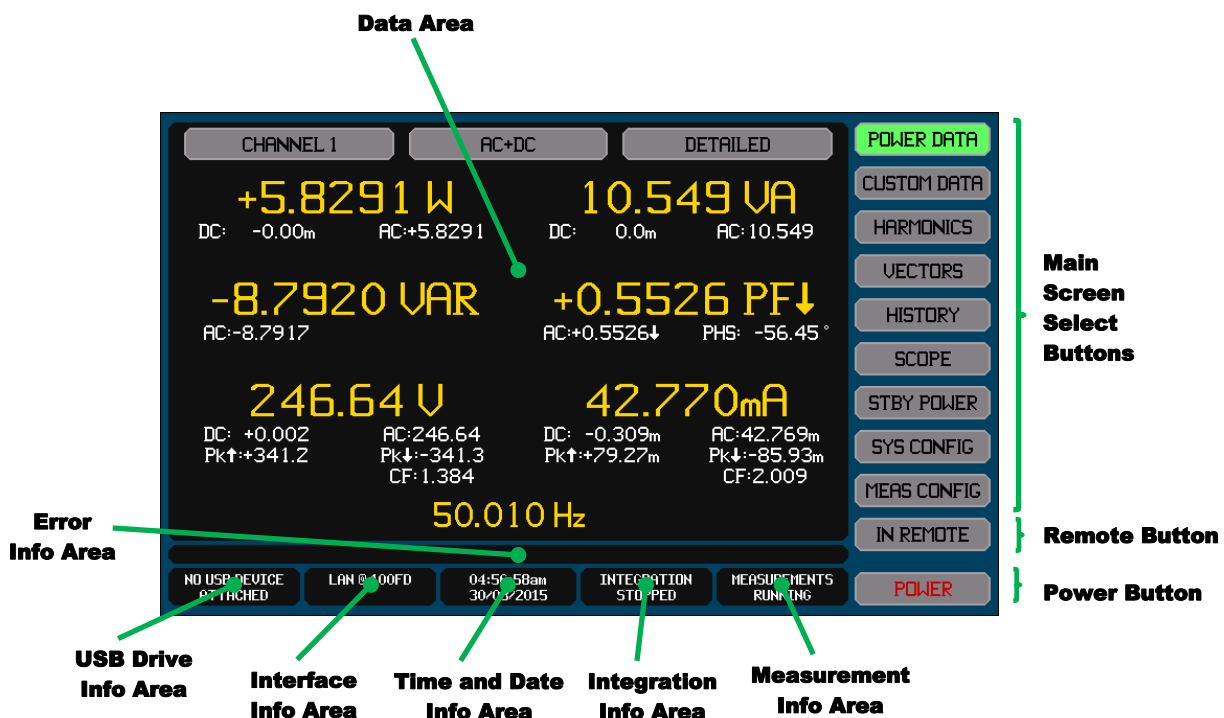 Data Area
CHANNEL 1 AC+DC DETAILED
+5.8291 W 10.549 VA
DC: -0.00m AC:+5.8291 DC: 0.0m AC:10.549
-8.7920 VAR +0.5526 PF↓
AC:-8.7917 AC:+0.5526↓ PHS: -56.45°
246.64 V 42.770mA
DC: +0.002 AC:246.64 DC: -0.309m AC:42.769m
Pk↑:+341.2 Pk↓:-341.3 Pk↑:+79.27m Pk↓:-85.93m
CF:1.384 CF:2.009
50.010 Hz
POWER DATA
CUSTOM DATA
HARMONICS
VECTORS
HISTORY
SCOPE
STBY POWER
SYS CONFIG
MEAS CONFIG
IN REMOTE
POWER
Main
Screen
Select
Buttons
Remote Button
Power Button
Error
Info Area
NO USB DEVICE
ATTACHED
LAN @ 100FD
04:56:58am
INTEGRATION
STOPPED
MEASUREMENTS
RUNNING
USB Drive
Info Area
Interface
Info Area
Time and Date
Info Area
Integration
Info Area
Measurement
Info Area